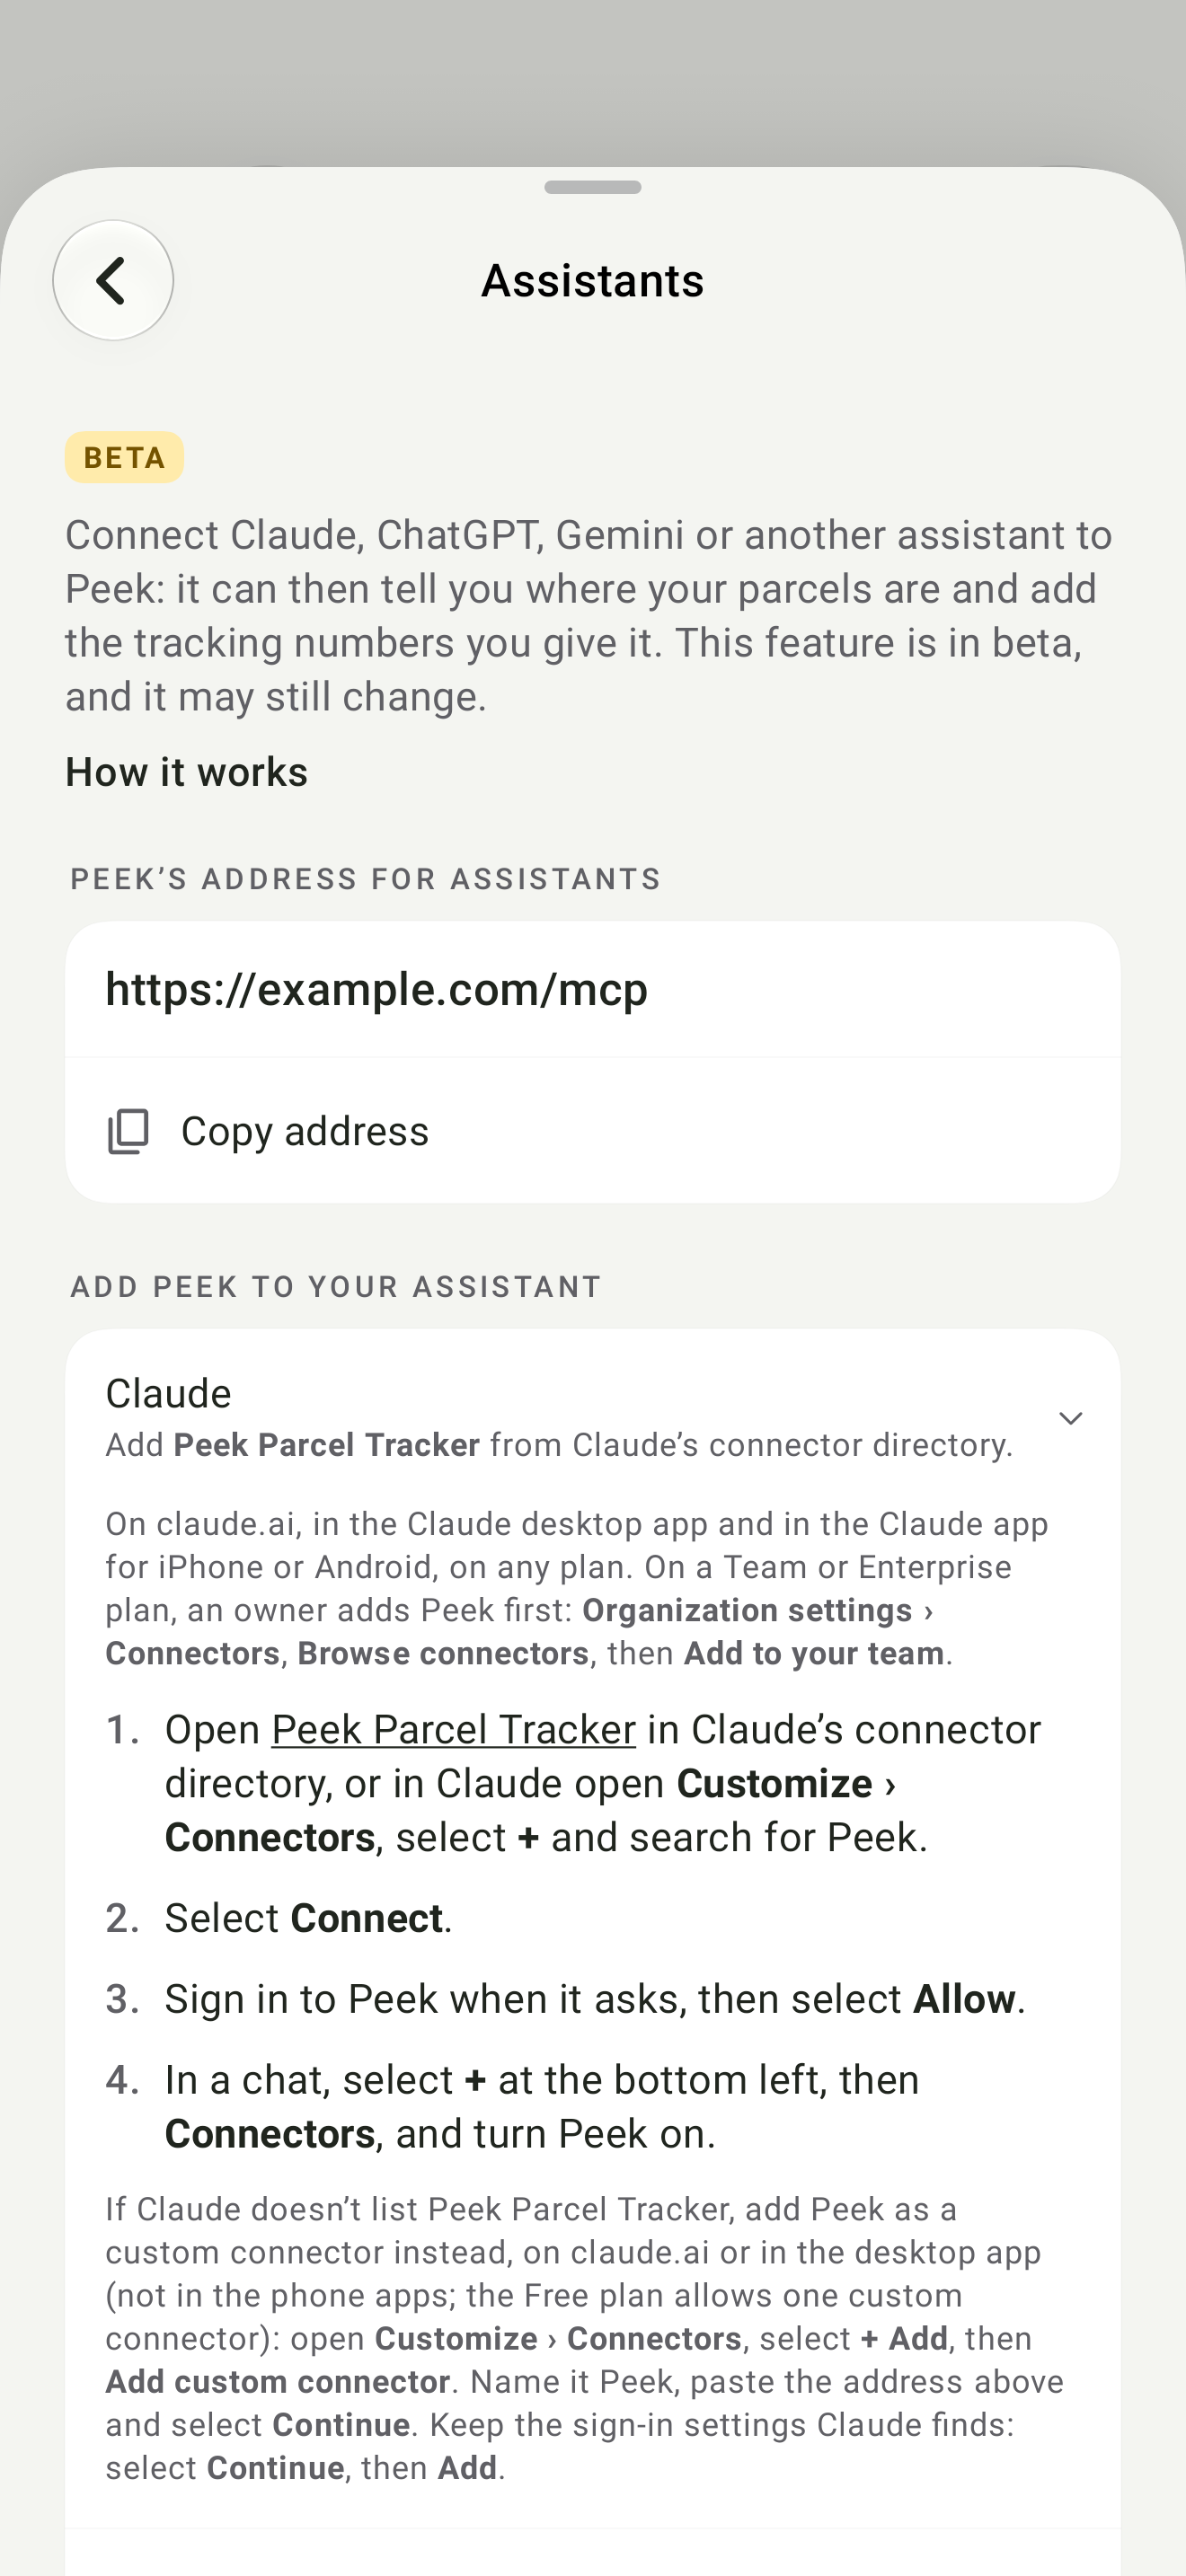 Assistants
BETA
Connect Claude, ChatGPT, Gemini or another assistant to
Peek: it can then tell you where your parcels are and add
the tracking numbers you give it. This feature is in beta,
and it may still change.
How it works
PEEK’S ADDRESS FOR ASSISTANTS
https://example.com/mcp
Copy address
ADD PEEK TO YOUR ASSISTANT
Claude
Add Peek Parcel Tracker from Claude’s connector directory.
On claude.ai, in the Claude desktop app and in the Claude app
for iPhone or Android, on any plan. On a Team or Enterprise
plan, an owner adds Peek first: Organization settings ›
Connectors, Browse connectors, then Add to your team.
1. Open Peek Parcel Tracker in Claude’s connector
directory, or in Claude open Customize ›
Connectors, select + and search for Peek.
2. Select Connect.
3. Sign in to Peek when it asks, then select Allow.
4. In a chat, select + at the bottom left, then
Connectors, and turn Peek on.
If Claude doesn’t list Peek Parcel Tracker, add Peek as a
custom connector instead, on claude.ai or in the desktop app
(not in the phone apps; the Free plan allows one custom
connector): open Customize › Connectors, select + Add, then
Add custom connector. Name it Peek, paste the address above
and select Continue. Keep the sign-in settings Claude finds:
select Continue, then Add.